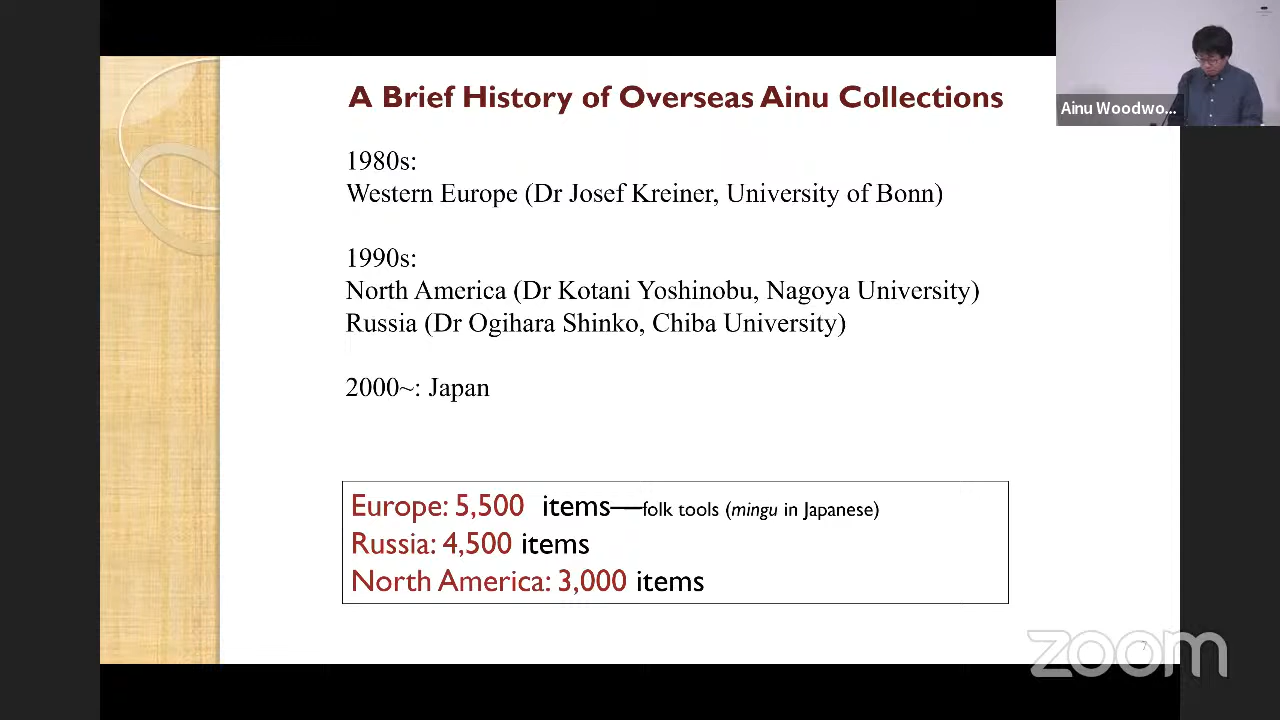 A Brief History of Overseas Ainu Collections
Ainu Woodwo...
1980s:
Western Europe (Dr Josef Kreiner, University of Bonn)
1990s:
North America (Dr Kotani Yoshinobu, Nagoya University)
Russia (Dr Ogihara Shinko, Chiba University)
2000~: Japan
Europe: 5,500 items—folk tools (mingu in Japanese)
Russia: 4,500 items
North America: 3,000 items
7
zoom